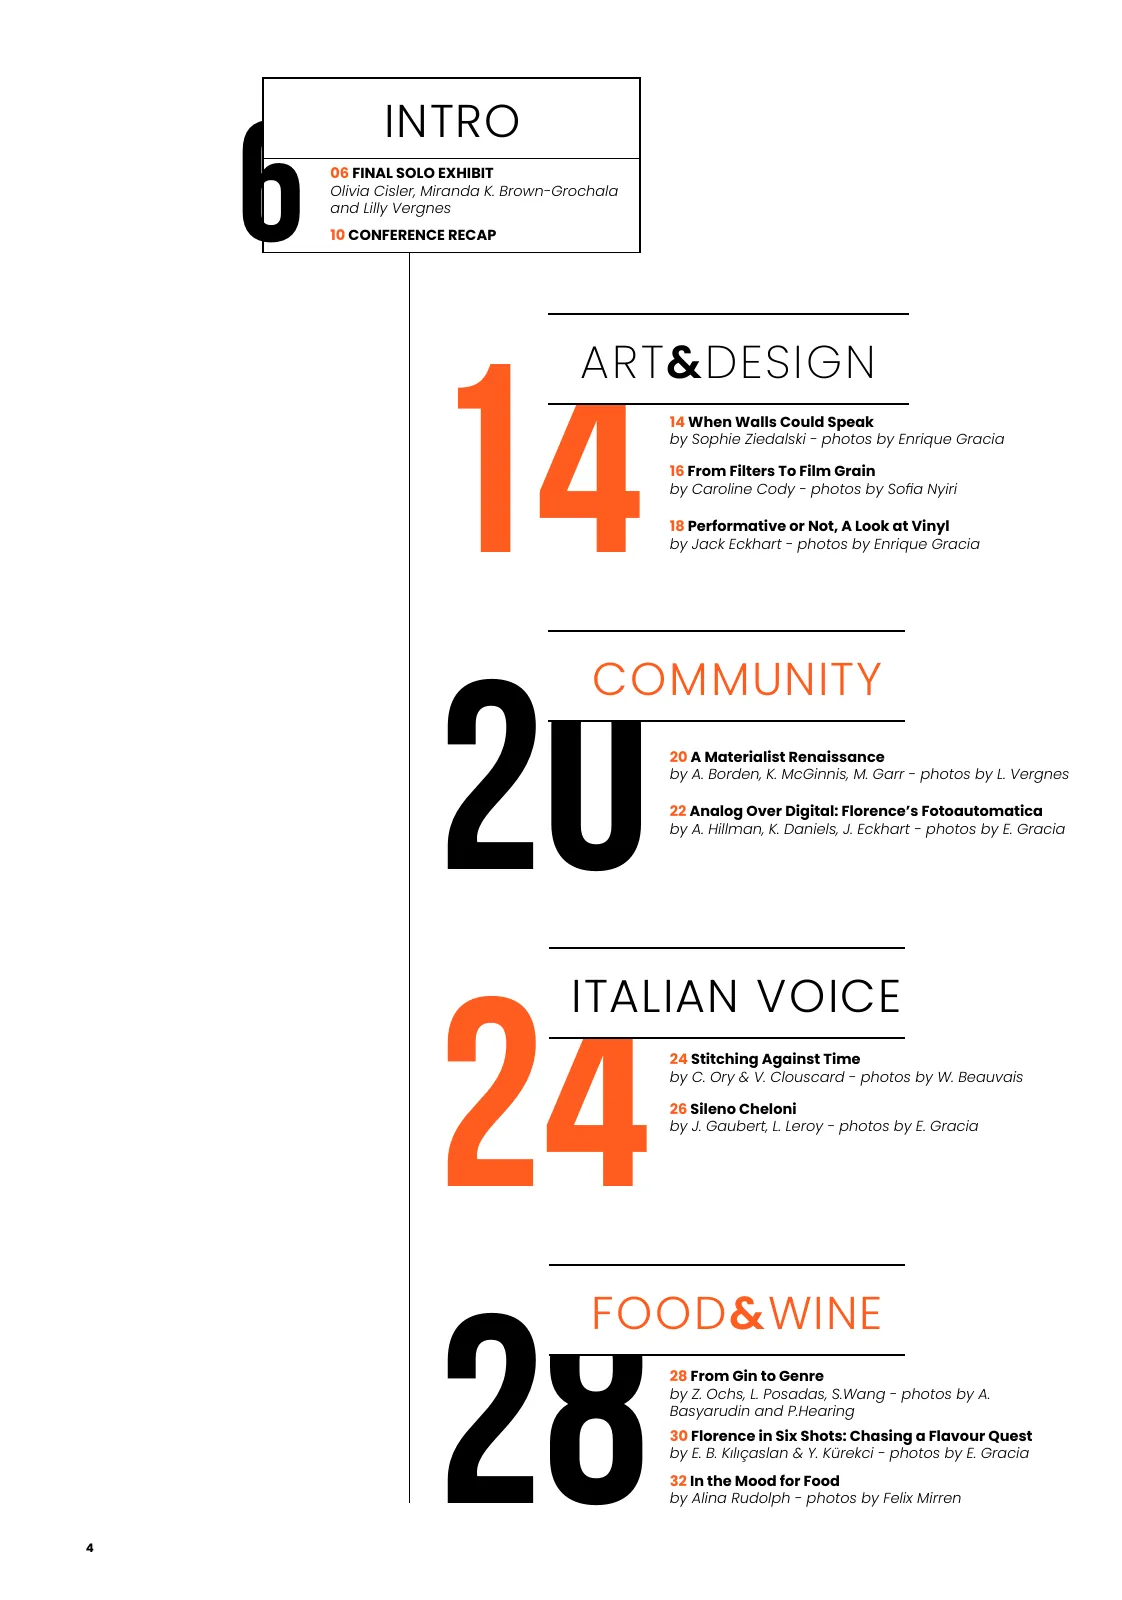 INTRO
6
06 FINAL SOLO EXHIBIT
Olivia Cisler, Miranda K. Brown-Grochala
and Lilly Vergnes
10 CONFERENCE RECAP
ART&DESIGN
14
14 When Walls Could Speak
by Sophie Ziedalski - photos by Enrique Gracia
16 From Filters To Film Grain
by Caroline Cody - photos by Sofia Nyiri
18 Performative or Not, A Look at Vinyl
by Jack Eckhart - photos by Enrique Gracia
COMMUNITY
20
20 A Materialist Renaissance
by A. Borden, K. McGinnis, M. Garr - photos by L. Vergnes
22 Analog Over Digital: Florence’s Fotoautomatica
by A. Hillman, K. Daniels, J. Eckhart - photos by E. Gracia
ITALIAN VOICE
24
24 Stitching Against Time
by C. Ory & V. Clouscard - photos by W. Beauvais
26 Sileno Cheloni
by J. Gaubert, L. Leroy - photos by E. Gracia
FOOD&WINE
28
28 From Gin to Genre
by Z. Ochs, L. Posadas, S.Wang - photos by A.
Basyarudin and P.Hearing
30 Florence in Six Shots: Chasing a Flavour Quest
by E. B. Kılıçaslan & Y. Kürekci - photos by E. Gracia
32 In the Mood for Food
by Alina Rudolph - photos by Felix Mirren
4